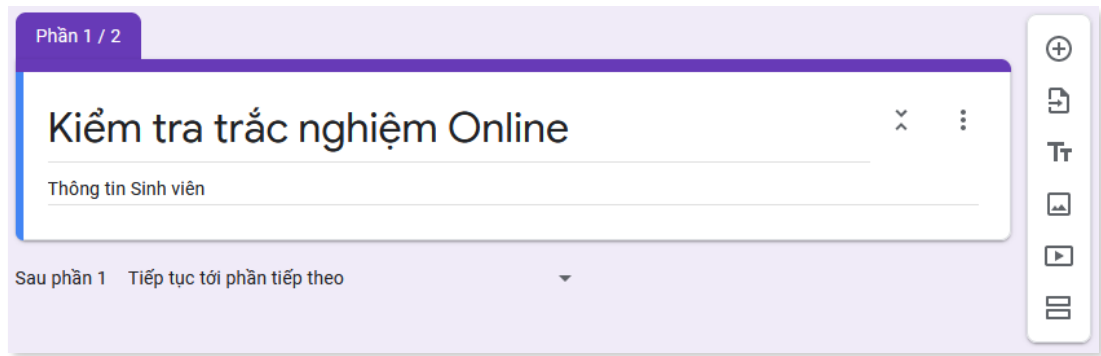 Phần 1 / 2
Kiểm tra trắc nghiệm Online
Thông tin Sinh viên
Sau phần 1 Tiếp tục tới phần tiếp theo
Tт